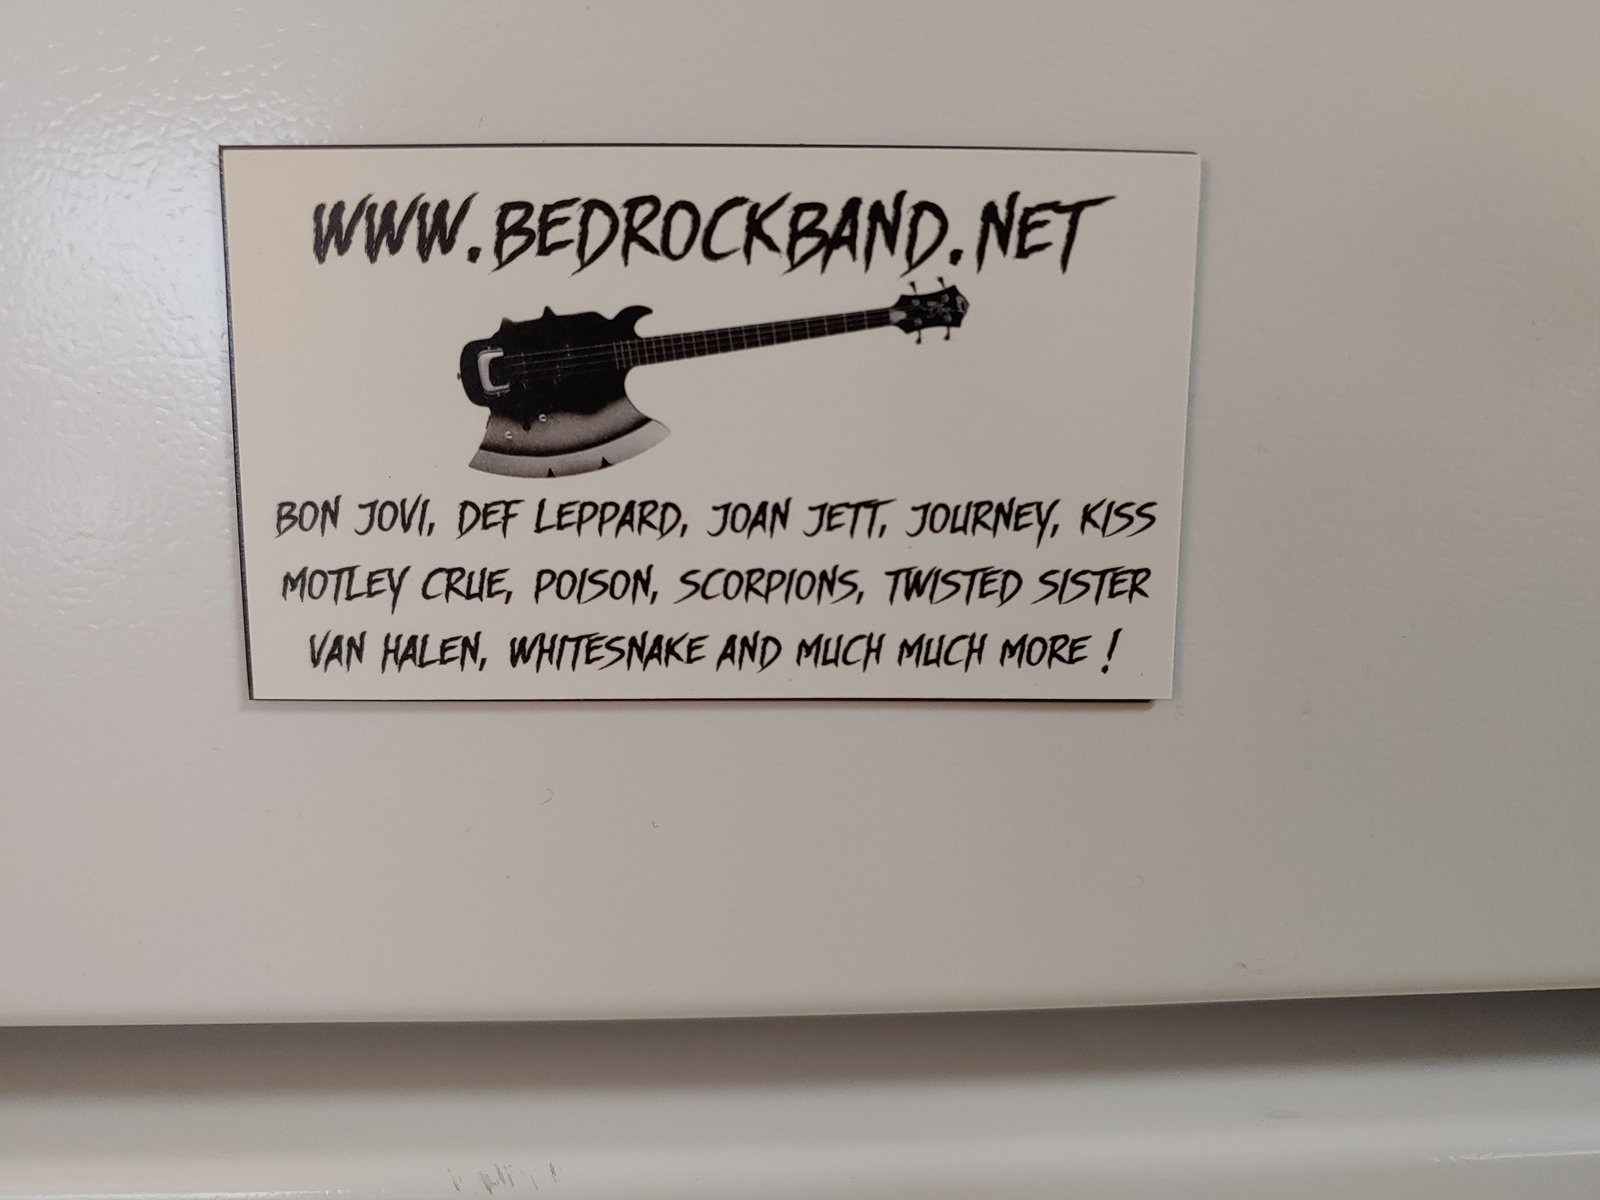 WWW.BEDROCKBAND.NET
BON JOVI, DEF LEPPARD, JOAN JETT, JOURNEY, KISS
MOTLEY CRUE, POISON, SCORPIONS, TWISTED SISTER
VAN HALEN, WHITESNAKE AND MUCH MUCH MORE !